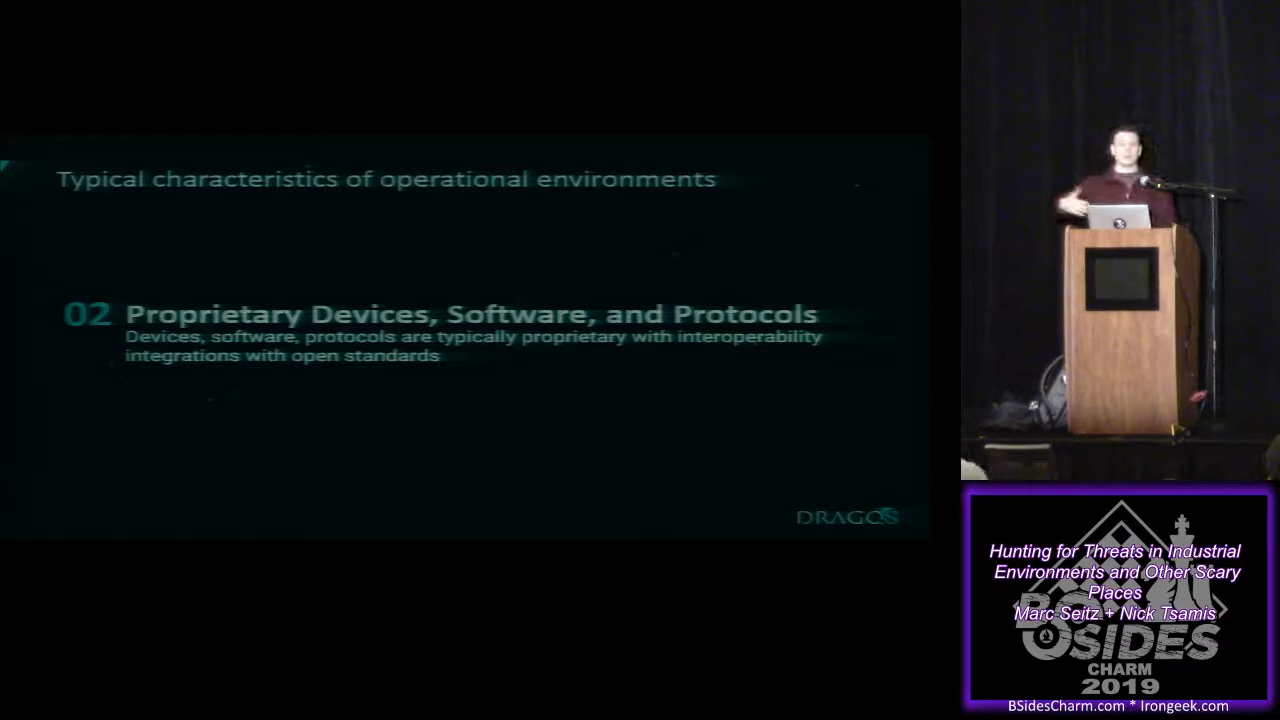 Typical characteristics of operational environments
02 Proprietary Devices, Software, and Protocols
Devices, software, protocols are typically proprietary with interoperability
integrations with open standards
DRAGOS
Hunting for Threats in Industrial
Environments and Other Scary
Places
Marc Seitz + Nick Tsamis
BSIDES
CHARM
2019
BSidesCharm.com * Irongeek.com